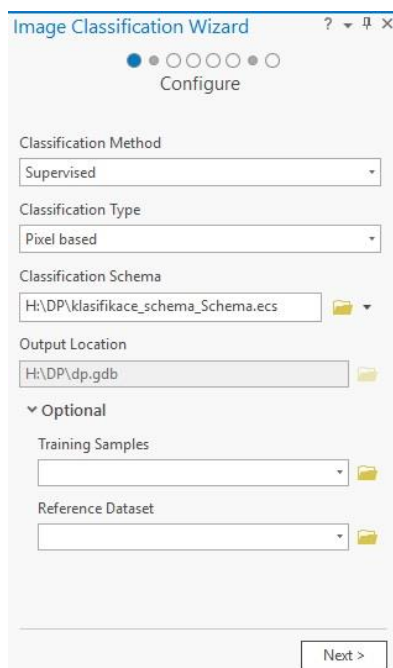 Image Classification Wizard
Configure
Classification Method
Supervised
Classification Type
Pixel based
Classification Schema
H:\DP\klasifikace_schema_Schema.ecs
Output Location
H:\DP\dp.gdb
Optional
Training Samples
Reference Dataset
Next >